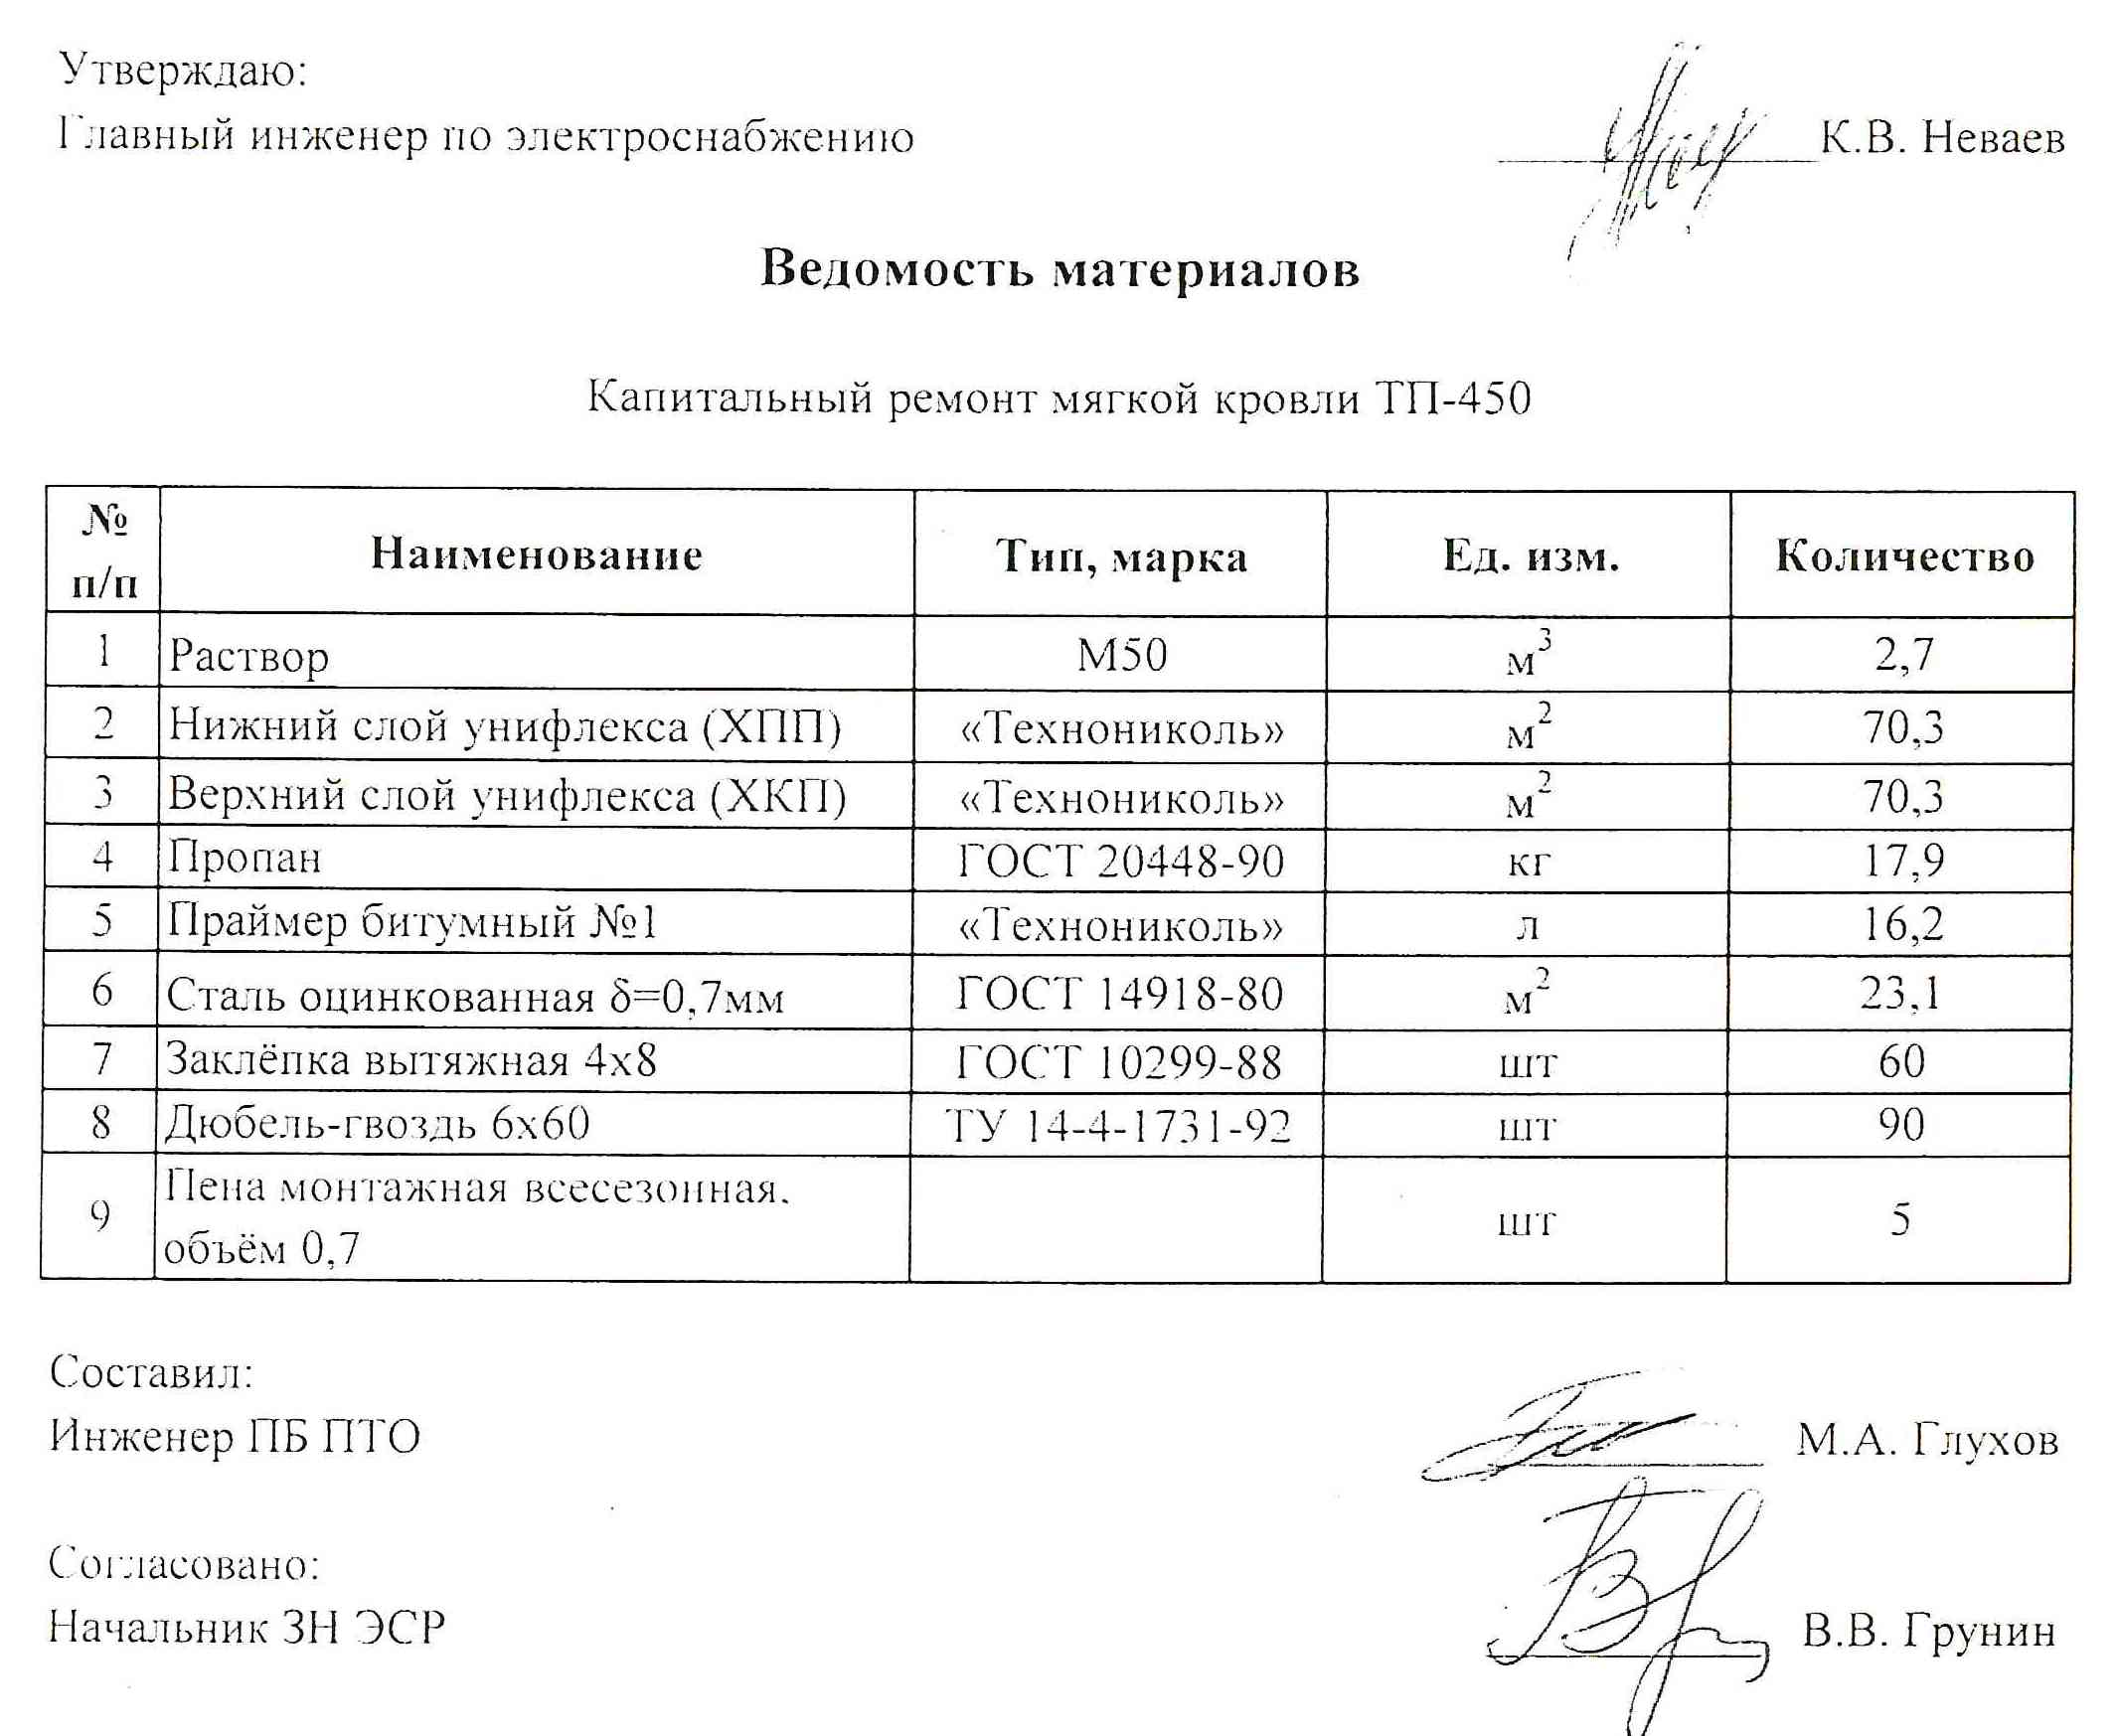 Утверждаю:
Главный инженер по электроснабжению К.В. Неваев
Ведомость материалов
Капитальный ремонт мягкой кровли ТП-450
№ п/п Наименование Тип, марка Ед. изм. Количество
1 Раствор М50 м³ 2,7
2 Нижний слой унифлекса (ХПП) «Технониколь» м² 70,3
3 Верхний слой унифлекса (ХКП) «Технониколь» м² 70,3
4 Пропан ГОСТ 20448-90 кг 17,9
5 Праймер битумный №1 «Технониколь» л 16,2
6 Сталь оцинкованная δ=0,7мм ГОСТ 14918-80 м² 23,1
7 Заклёпка вытяжная 4х8 ГОСТ 10299-88 шт 60
8 Дюбель-гвоздь 6х60 ТУ 14-4-1731-92 шт 90
9 Пена монтажная всесезонная, шт 5
объём 0,7
Составил:
Инженер ПБ ПТО М.А. Глухов
Согласовано:
Начальник ЗН ЭСР В.В. Грунин